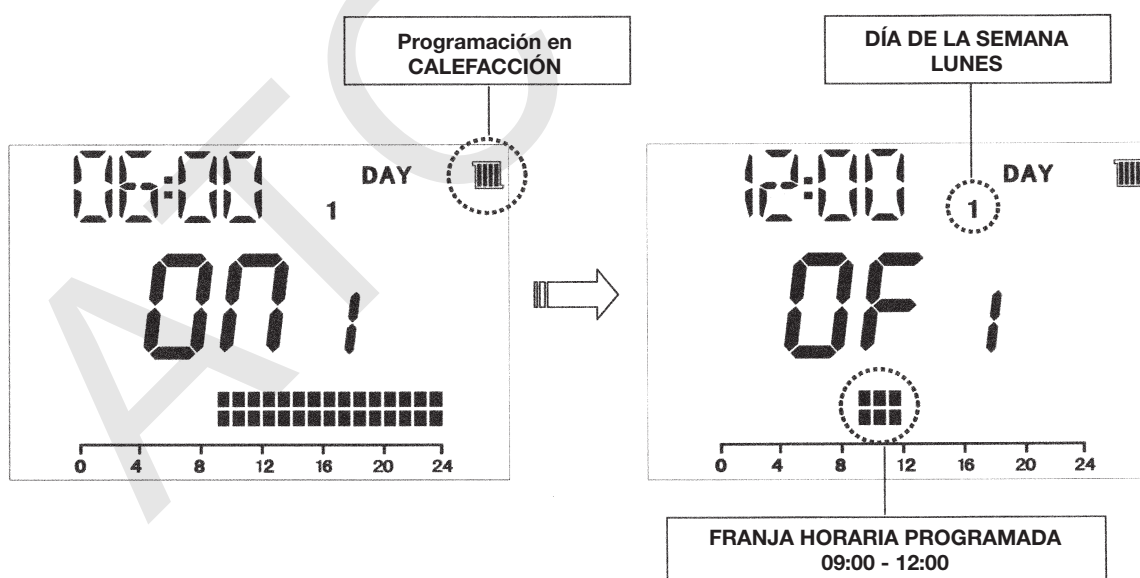 Programación en
CALEFACCIÓN
DÍA DE LA SEMANA
LUNES
06:00
1
DAY
ON 1
0 4 8 12 16 20 24
12:00
1
DAY
OF 1
0 4 8 12 16 20 24
FRANJA HORARIA PROGRAMADA
09:00 - 12:00
ATC